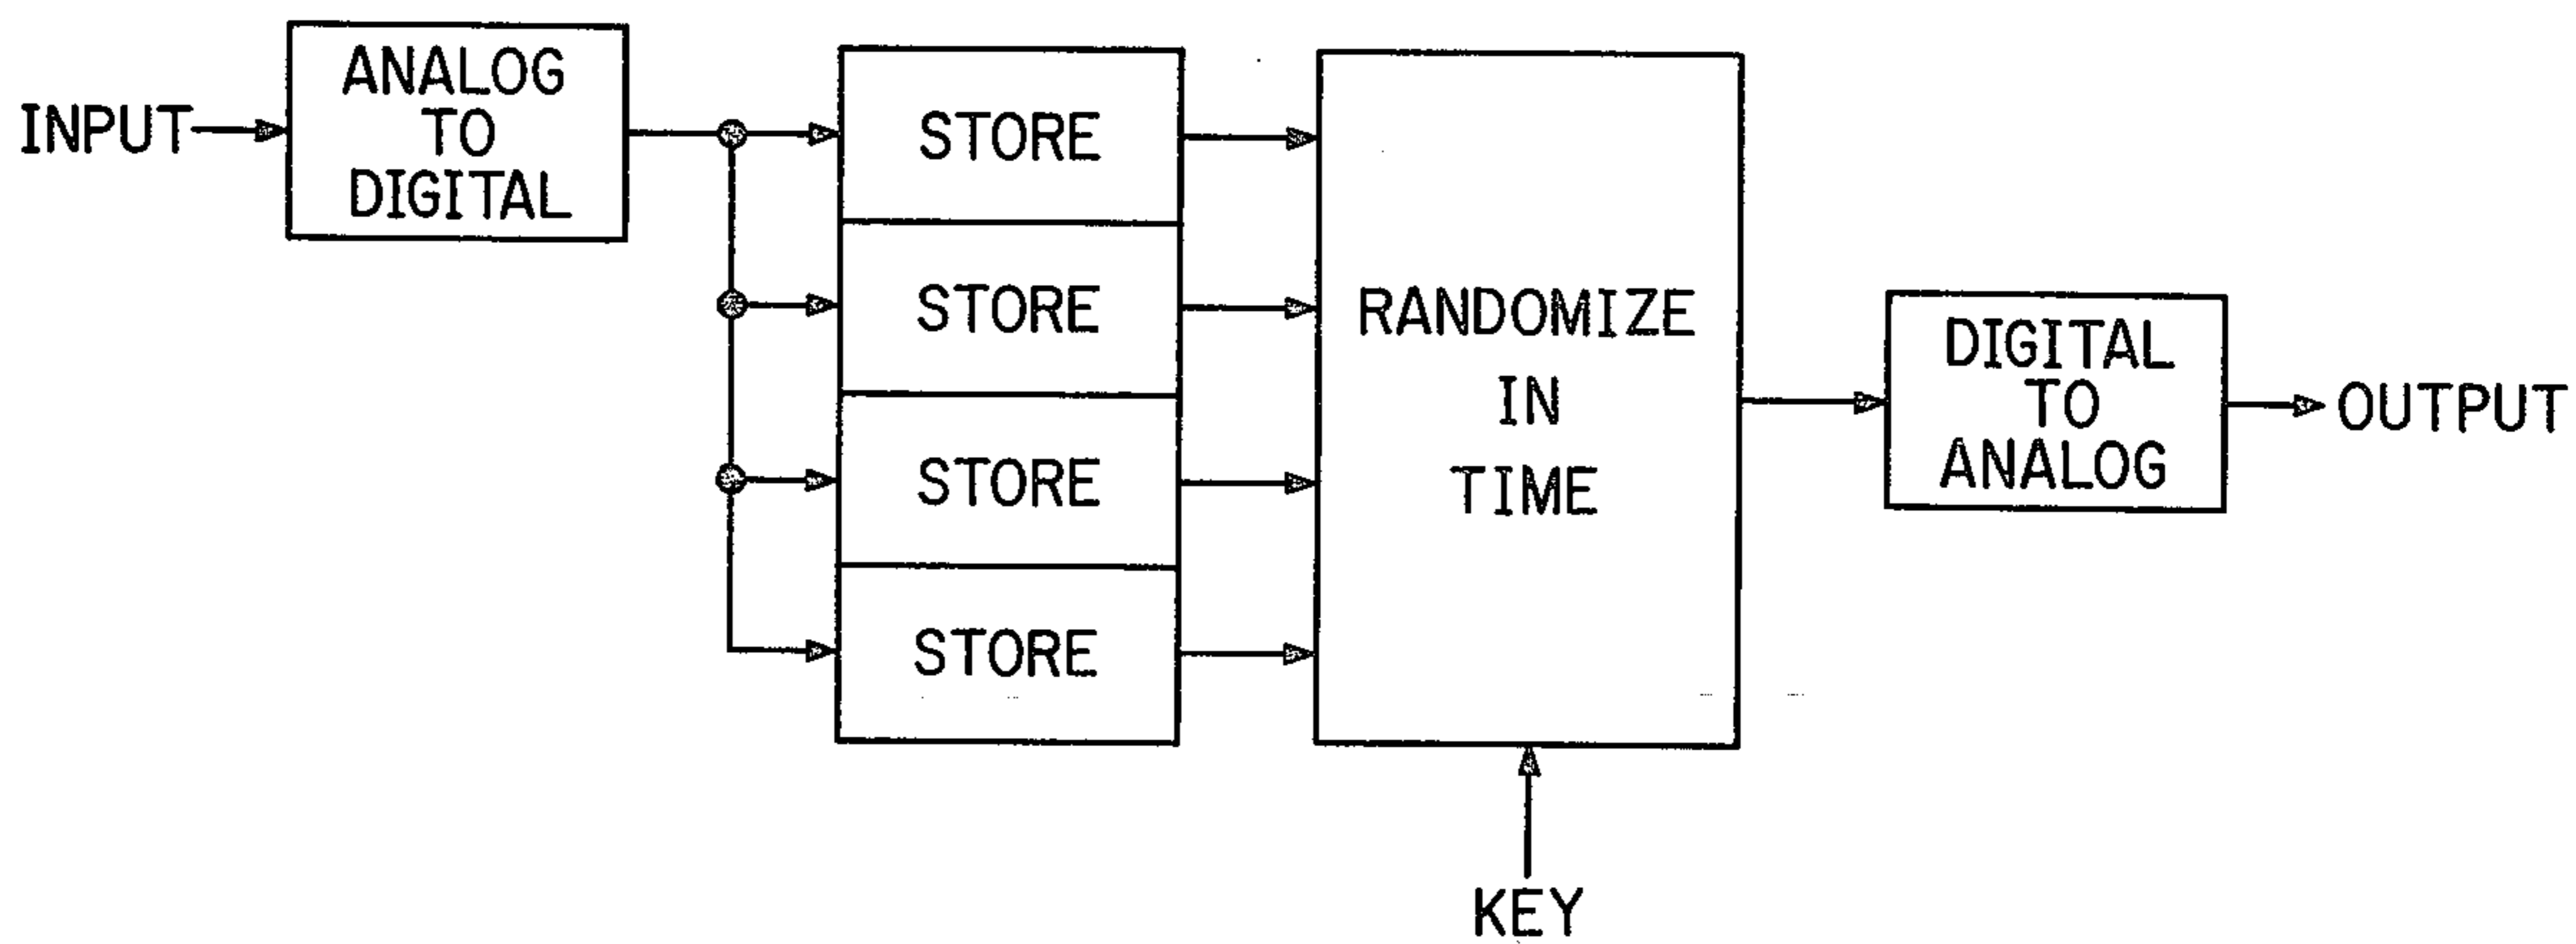 INPUT
ANALOG
TO
DIGITAL
STORE
STORE
STORE
STORE
RANDOMIZE
IN
TIME
KEY
DIGITAL
TO
ANALOG
OUTPUT